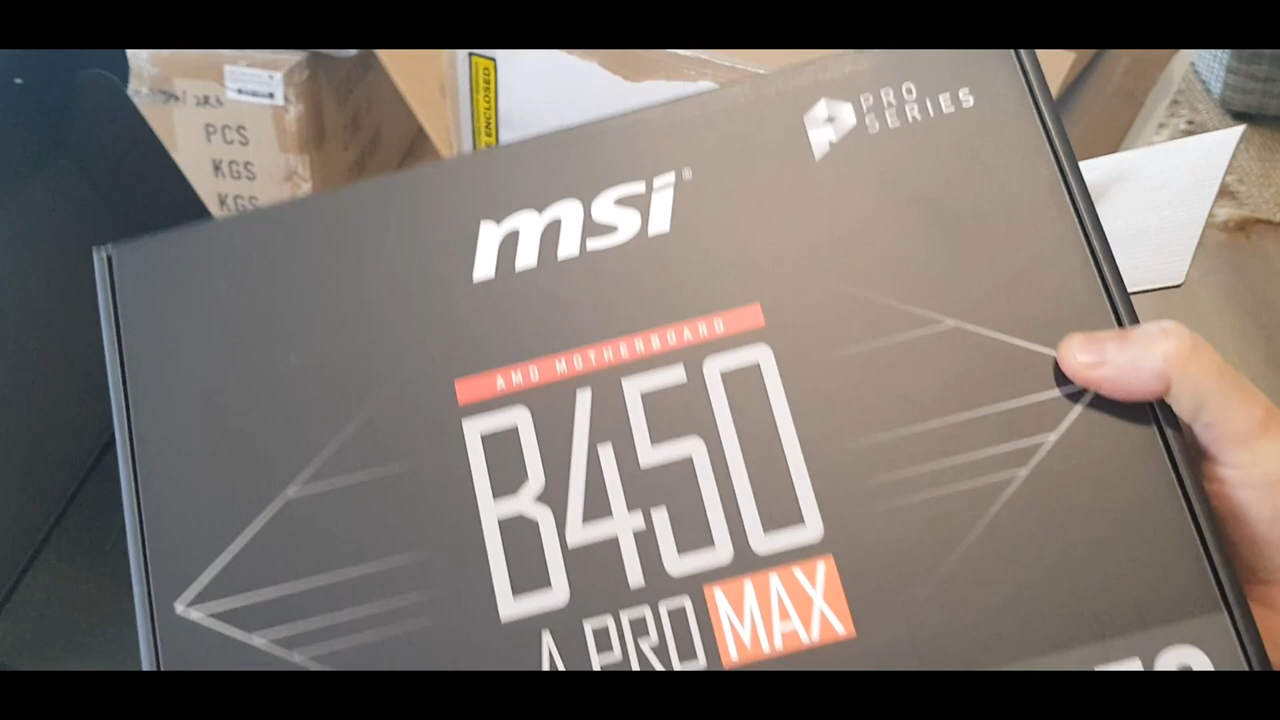 PCS
KGS
KGS
ENCLOSED
PRO
SERIES
msi®
AMD MOTHERBOARD
B450
A PRO MAX